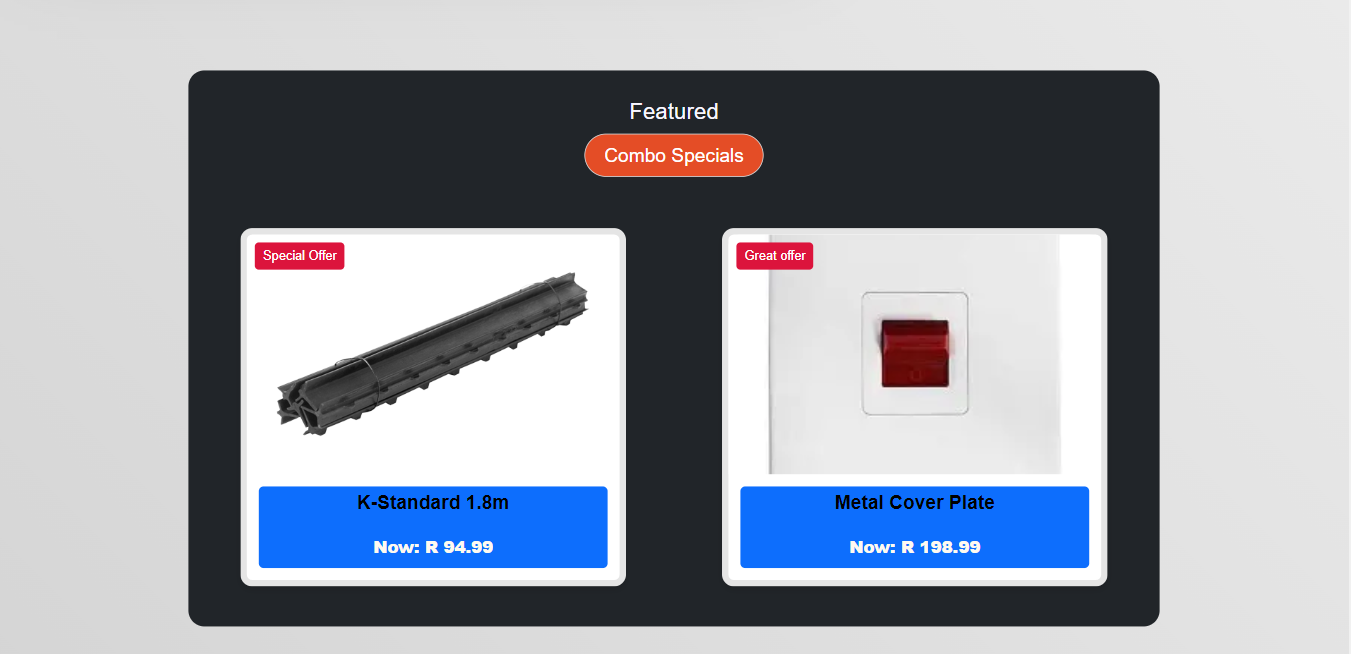 Featured
Combo Specials
Special Offer
K-Standard 1.8m
Now: R 94.99
Great offer
Metal Cover Plate
Now: R 198.99